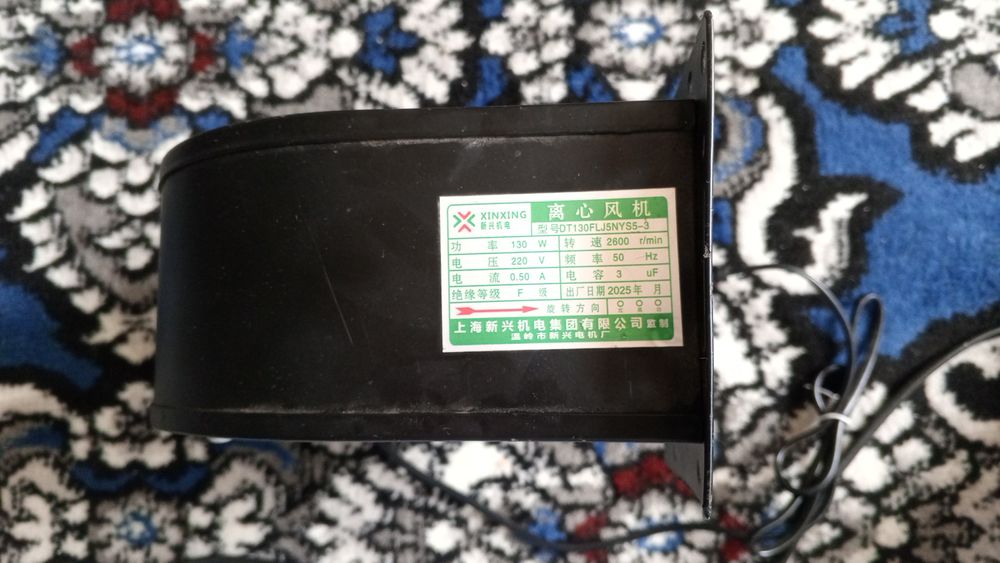 XINXING
新兴机电
离心风机
型号DT130FLJ5NYS5-3
功率 130 W 转速 2600 r/min
电压 220 V 频率 50 Hz
电流 0.50 A 电容 3 uF
绝缘等级 F 级 出厂日期 2025年 月
旋转方向
上海新兴机电集团有限公司 监制
温岭市新兴电机厂